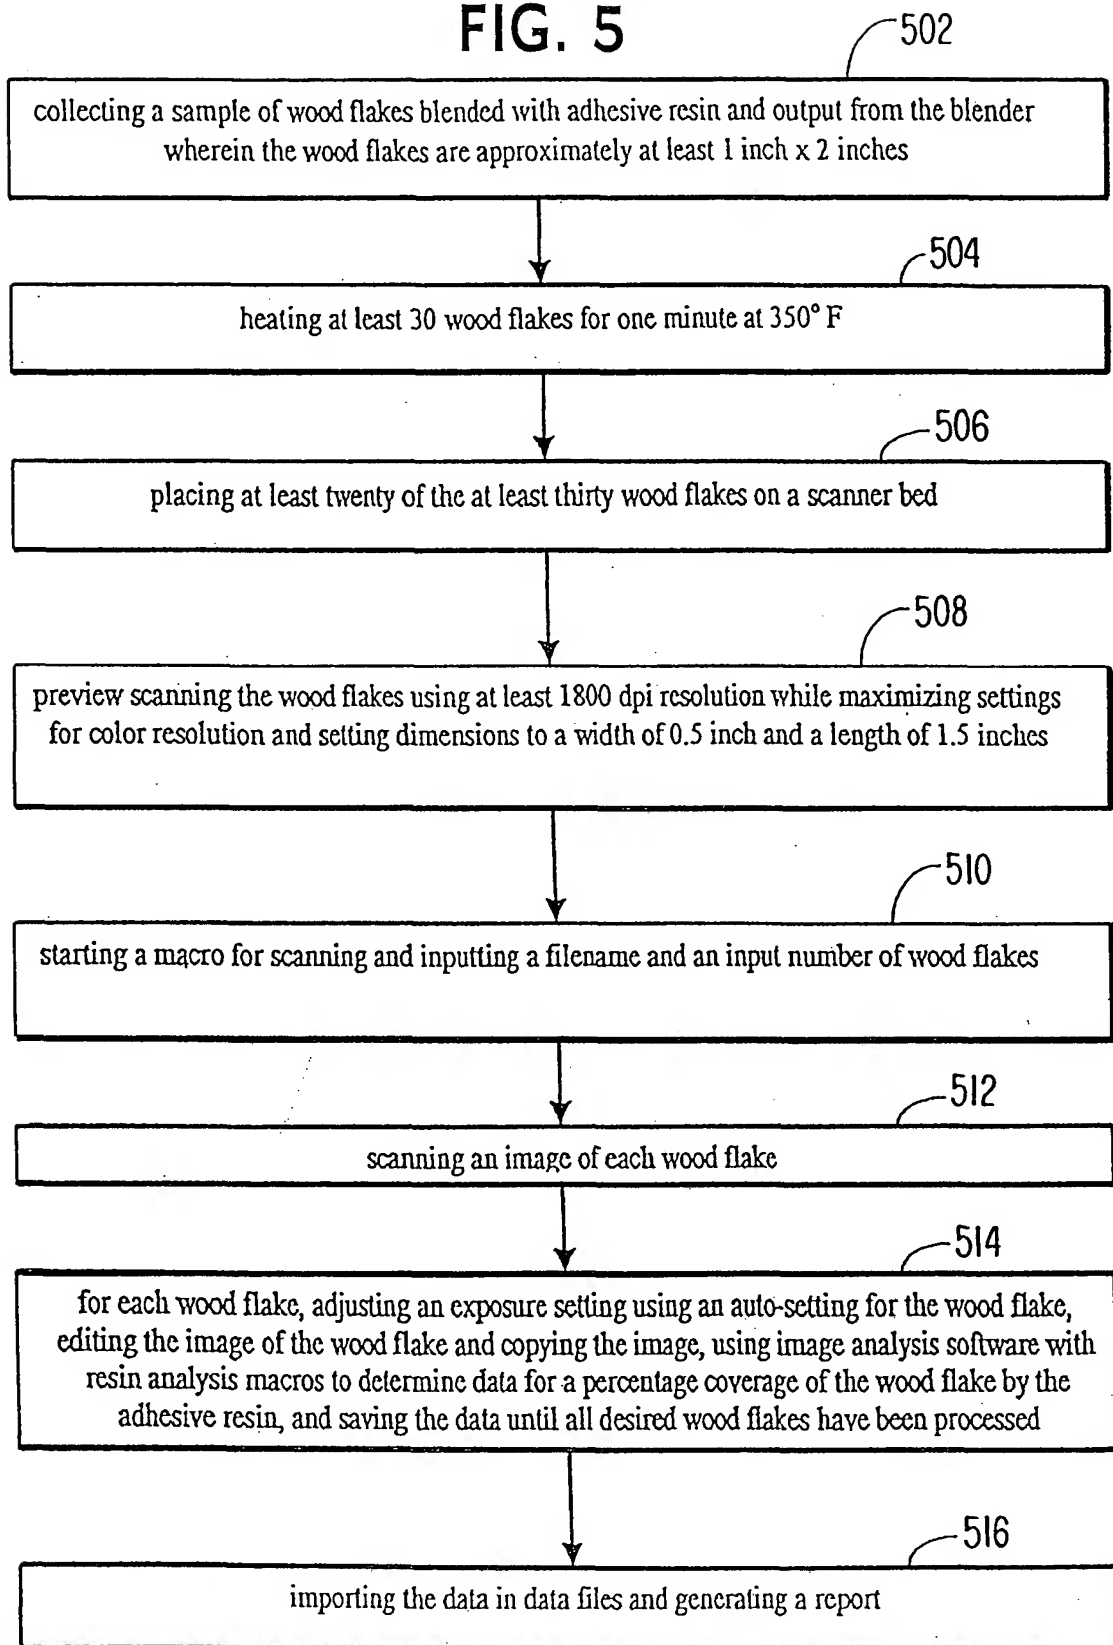 FIG. 5
502
collecting a sample of wood flakes blended with adhesive resin and output from the blender
wherein the wood flakes are approximately at least 1 inch x 2 inches
504
heating at least 30 wood flakes for one minute at 350° F
506
placing at least twenty of the at least thirty wood flakes on a scanner bed
508
preview scanning the wood flakes using at least 1800 dpi resolution while maximizing settings
for color resolution and setting dimensions to a width of 0.5 inch and a length of 1.5 inches
510
starting a macro for scanning and inputting a filename and an input number of wood flakes
512
scanning an image of each wood flake
514
for each wood flake, adjusting an exposure setting using an auto-setting for the wood flake,
editing the image of the wood flake and copying the image, using image analysis software with
resin analysis macros to determine data for a percentage coverage of the wood flake by the
adhesive resin, and saving the data until all desired wood flakes have been processed
516
importing the data in data files and generating a report